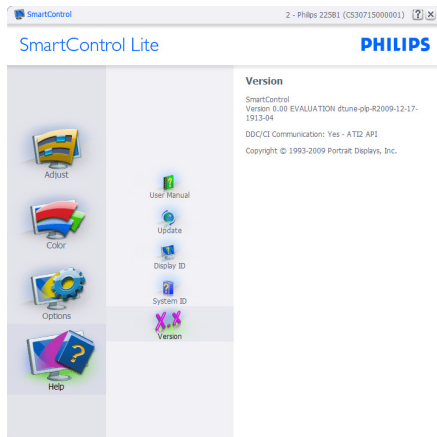 SmartControl
2 - Philips 225B1 (CS30715000001)
SmartControl Lite
PHILIPS
Adjust
Color
Options
Help
User Manual
Update
Display ID
System ID
X.X
Version
Version
SmartControl
Version 0.00 EVALUATION dtune-plp-R2009-12-17-
1913-04
DDC/CI Communication: Yes - ATI2 API
Copyright © 1993-2009 Portrait Displays, Inc.